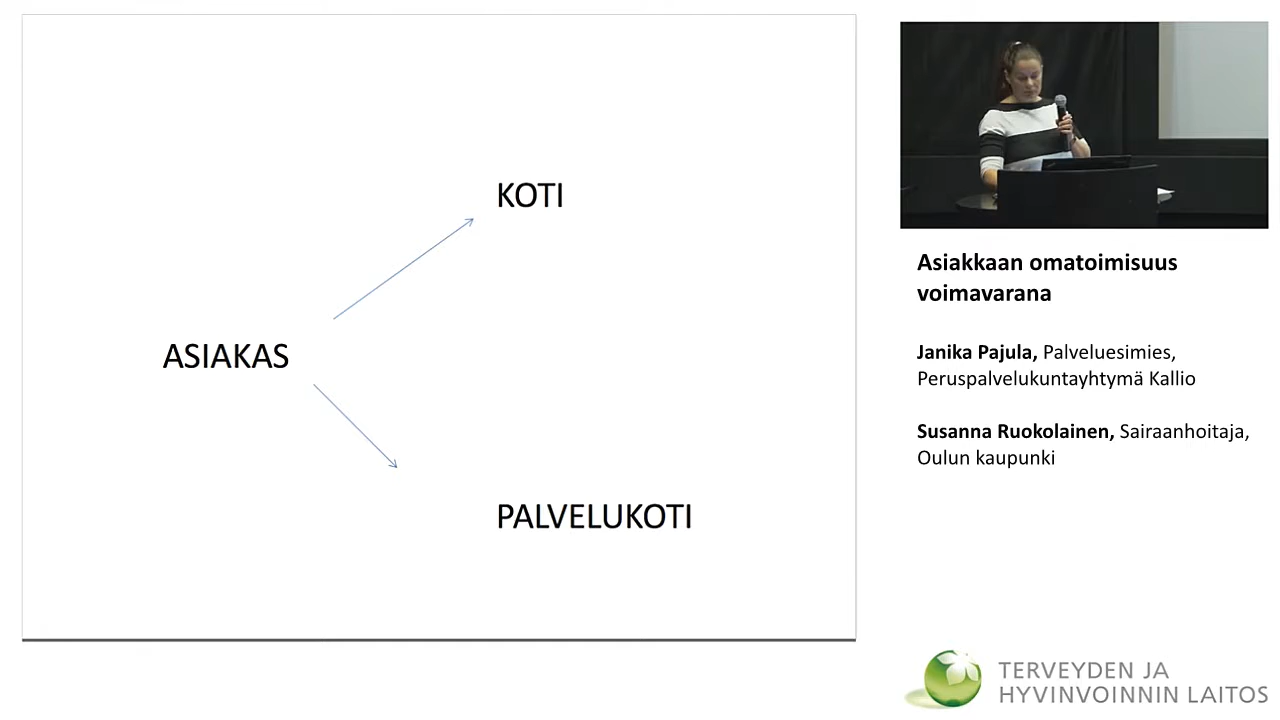 KOTI
ASIAKAS
PALVELUKOTI
Asiakkaan omatoimisuus
voimavarana
Janika Pajula, Palveluesimies,
Peruspalvelukuntayhtymä Kallio
Susanna Ruokolainen, Sairaanhoitaja,
Oulun kaupunki
TERVEYDEN JA
HYVINVOINNIN LAITOS